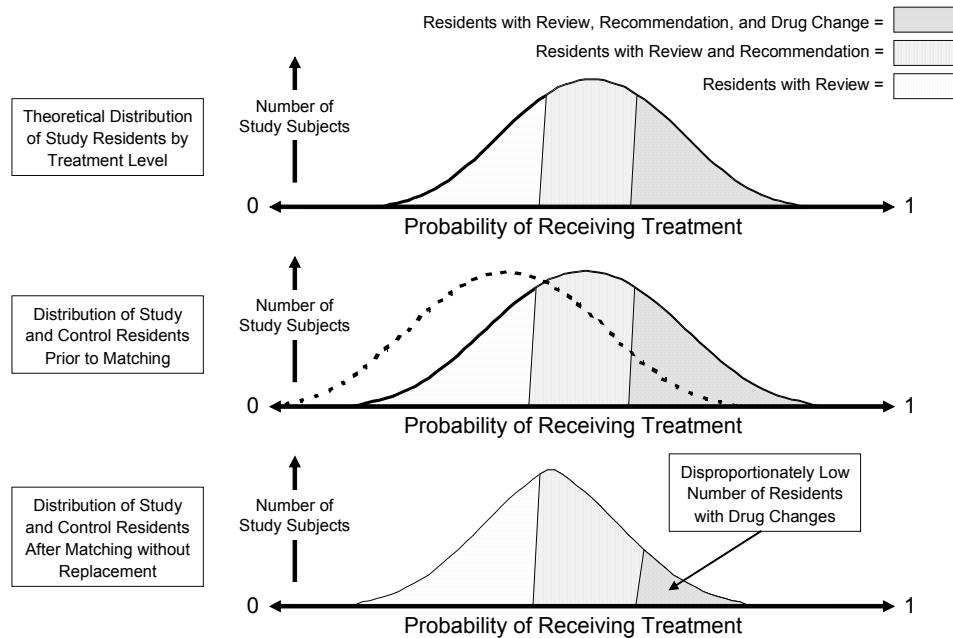 Residents with Review, Recommendation, and Drug Change =
Residents with Review and Recommendation =
Residents with Review =
Theoretical Distribution
of Study Residents by
Treatment Level
Number of
Study Subjects
0
1
Probability of Receiving Treatment
Distribution of Study
and Control Residents
Prior to Matching
Number of
Study Subjects
0
1
Probability of Receiving Treatment
Distribution of Study
and Control Residents
After Matching without
Replacement
Number of
Study Subjects
Disproportionately Low
Number of Residents
with Drug Changes
0
1
Probability of Receiving Treatment